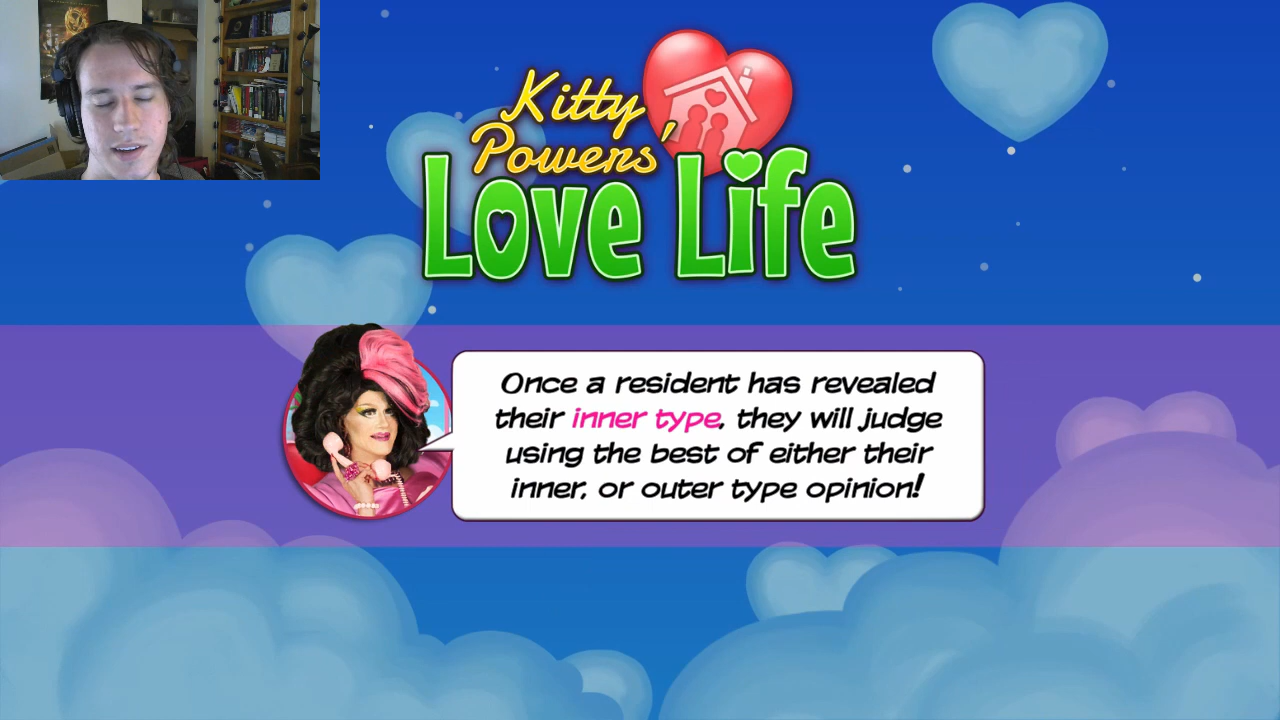 Kitty
Powers'
Love Life
Once a resident has revealed
their inner type, they will judge
using the best of either their
inner, or outer type opinion!